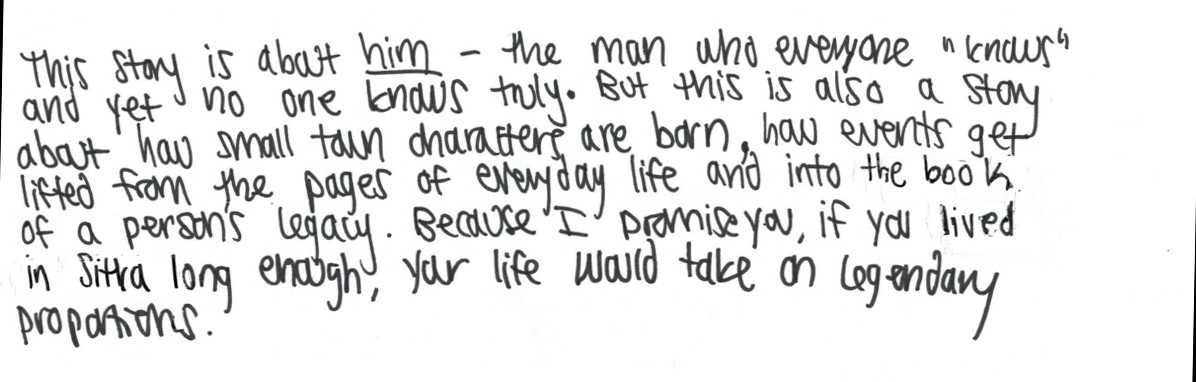 This story is about him - the man who everyone "knows"
and yet no one knows truly. But this is also a story
about how small town characters are born, how events get
lifted from the pages of everyday life and into the book
of a person's legacy. Because I promise you, if you lived
in Sitka long enough, your life would take on legendary
proportions.